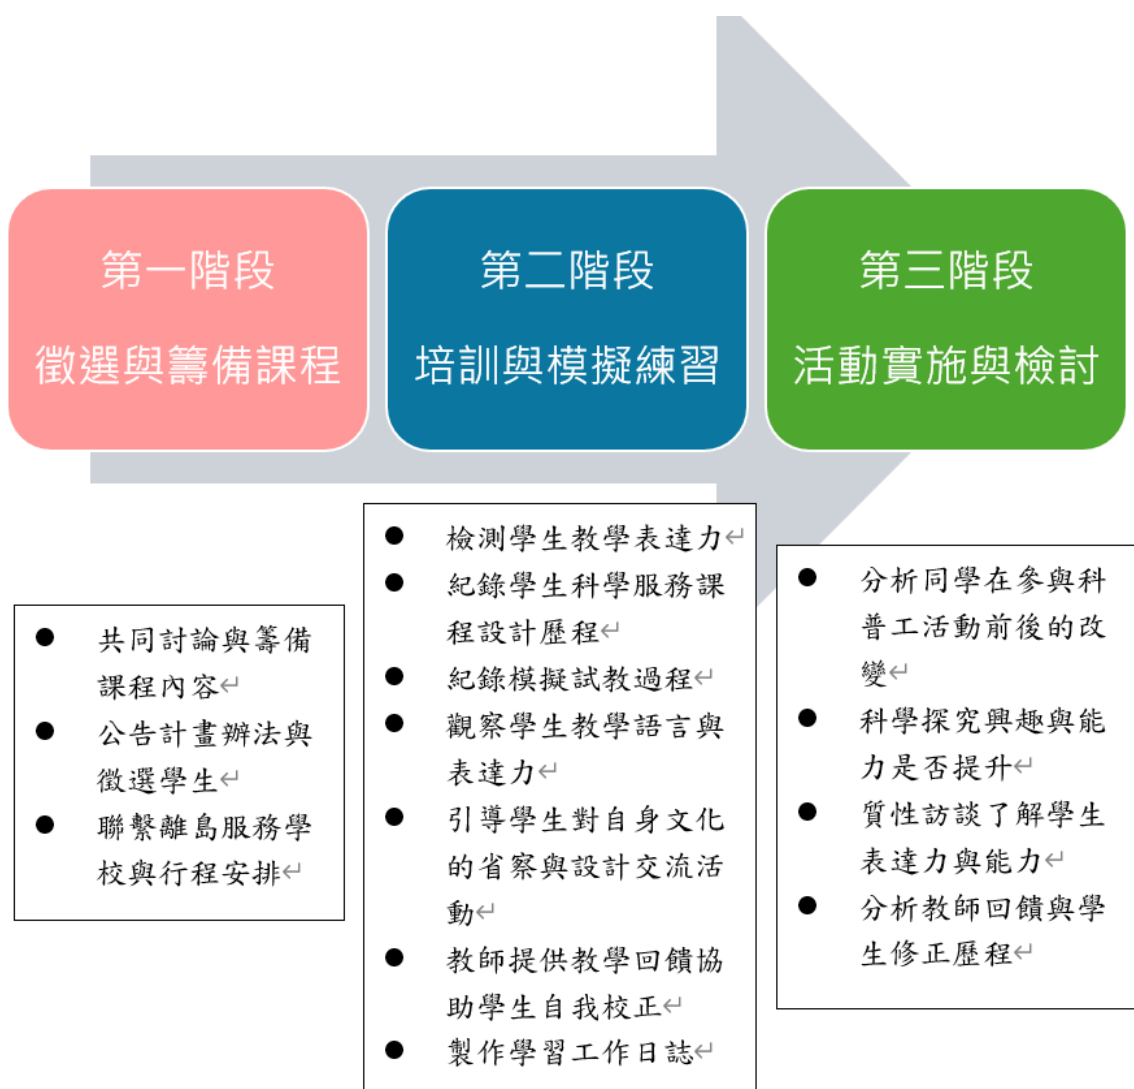 第一階段
徵選與籌備課程
第二階段
培訓與模擬練習
第三階段
活動實施與檢討
● 共同討論與籌備
課程內容↵
● 公告計畫辦法與
徵選學生↵
● 聯繫離島服務學
校與行程安排↵
● 檢測學生教學表達力↵
● 紀錄學生科學服務課
程設計歷程↵
● 紀錄模擬試教過程↵
● 觀察學生教學語言與
表達力↵
● 引導學生對自身文化
的省察與設計交流活
動↵
● 教師提供教學回饋協
助學生自我校正↵
● 製作學習工作日誌↵
● 分析同學在參與科
普工活動前後的改
變↵
● 科學探究興趣與能
力是否提升↵
● 質性訪談了解學生
表達力與能力↵
● 分析教師回饋與學
生修正歷程↵